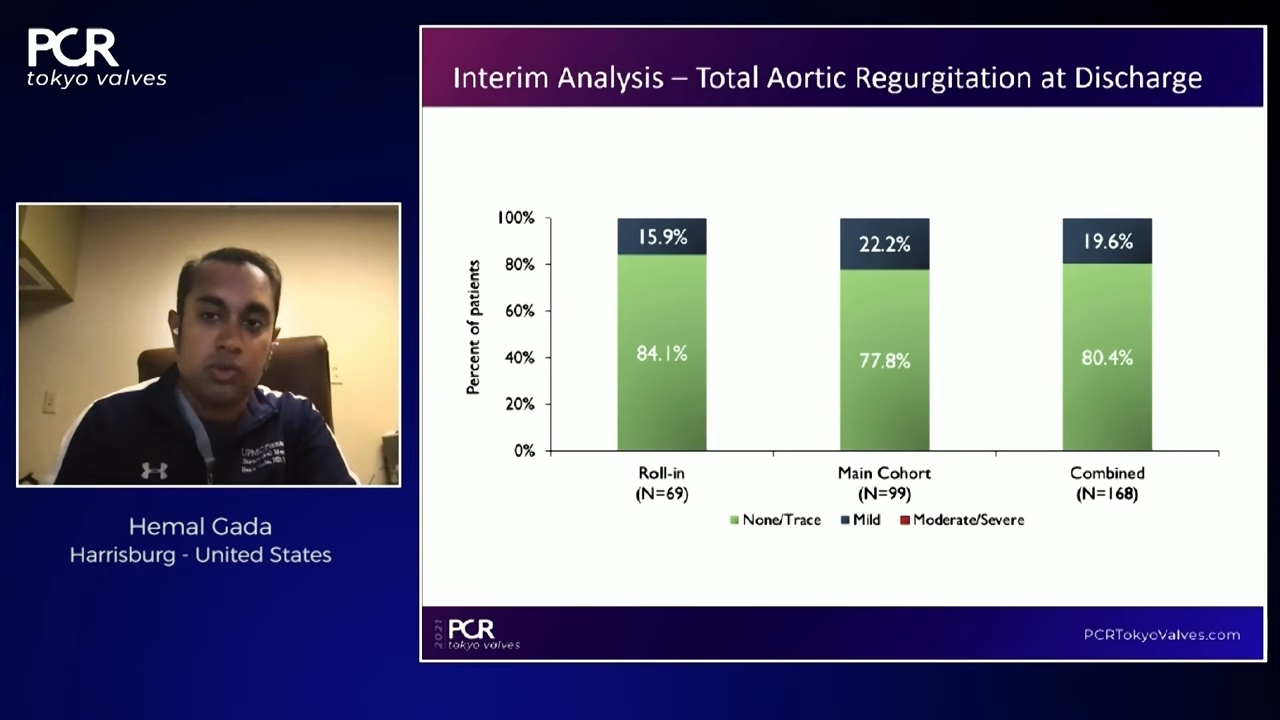 PCR
tokyo valves
Hemal Gada
Harrisburg - United States
Interim Analysis – Total Aortic Regurgitation at Discharge
Percent of patients
100%
80%
60%
40%
20%
0%
15.9%
84.1%
22.2%
77.8%
19.6%
80.4%
Roll-in
(N=69)
Main Cohort
(N=99)
Combined
(N=168)
None/Trace
Mild
Moderate/Severe
2021
PCR
tokyo valves
PCRTokyoValves.com